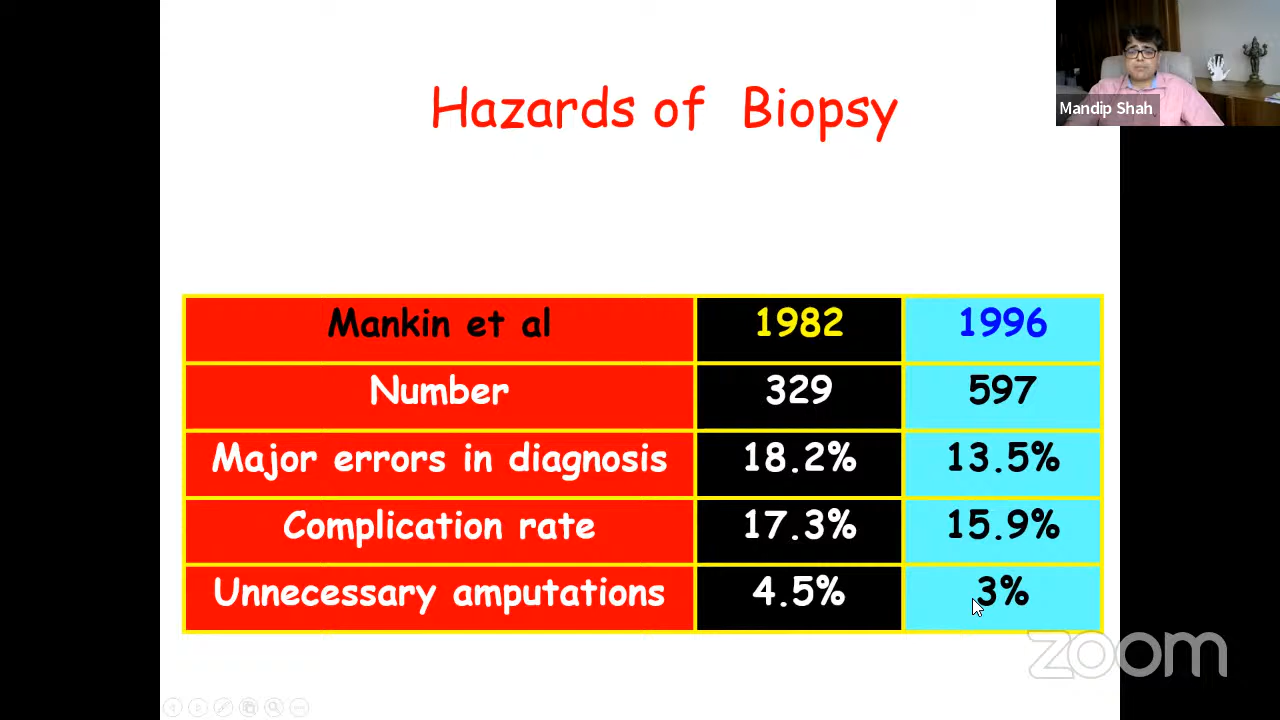 Hazards of Biopsy
Mandip Shah
Mankin et al 1982 1996
Number 329 597
Major errors in diagnosis 18.2% 13.5%
Complication rate 17.3% 15.9%
Unnecessary amputations 4.5% 3%
zoom